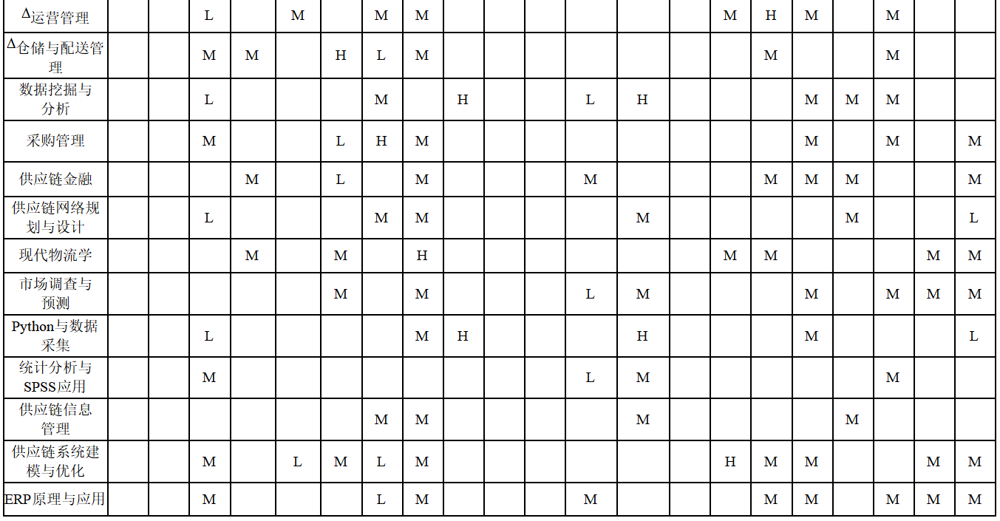 Δ运营管理 L M M M M H M M
Δ仓储与配送管
理 M M H L M M M
数据挖掘与
分析 L M H L H M M M
采购管理 M L H M M M M
供应链金融 M L M M M M M M
供应链网络规
划与设计 L M M M M L
现代物流学 M M H M M M M
市场调查与
预测 M M L M M M M M
Python与数据
采集 L M H H M L
统计分析与
SPSS应用 M L M M
供应链信息
管理 M M M M
供应链系统建
模与优化 M L M L M H M M M M
ERP原理与应用 M L M M M M M M M